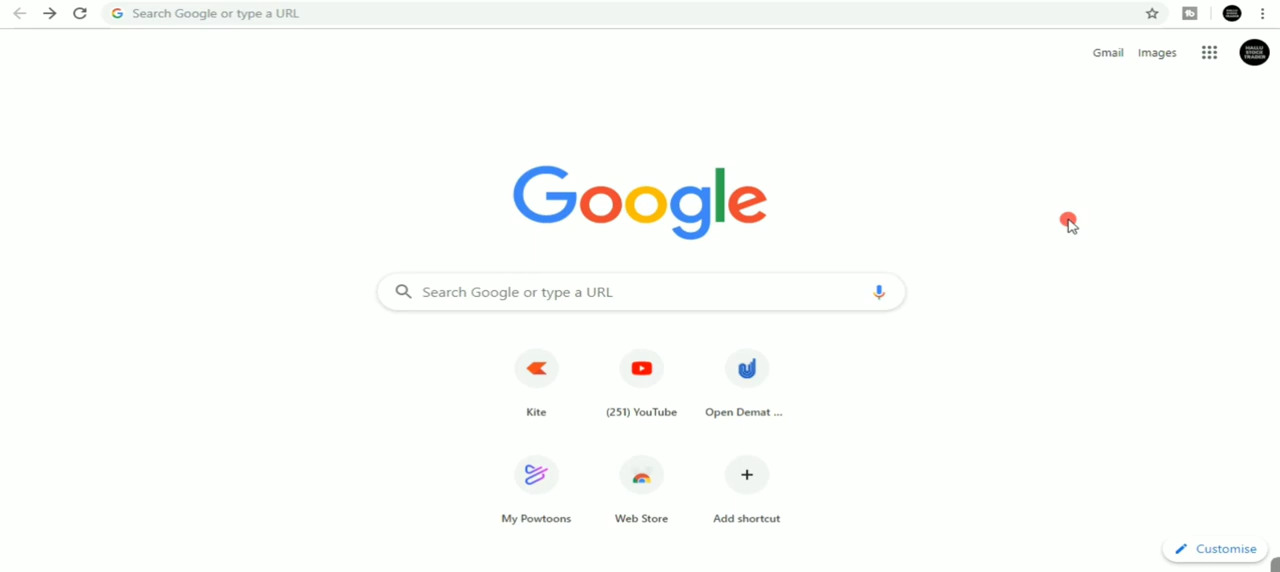 Search Google or type a URL
Gmail Images
Google
Search Google or type a URL
Kite (251) YouTube Open Demat ...
My Powtoons Web Store Add shortcut
Customise